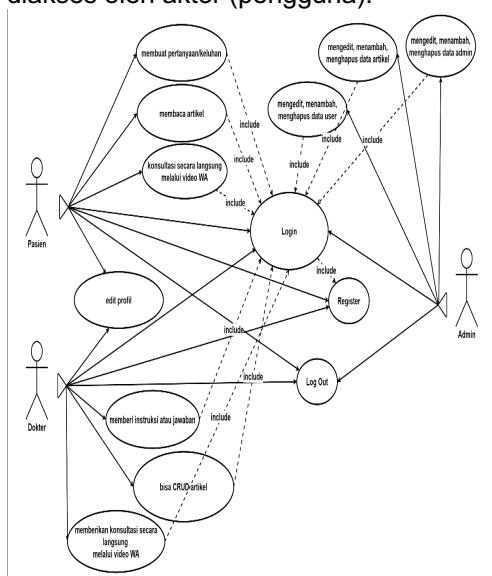 diakses oleh aktor (pengguna).
membuat pertanyaan/keluhan
mengedit, menambah,
menghapus data artikel
mengedit, menambah,
menghapus data admin
membaca artikel
mengedit, menambah,
menghapus data user
include
include
include
include
konsultasi secara langsung
melalui video WA
include
include
Login
Pasien
include
edit profil
Register
Admin
include
include
Log Out
Dokter
memberi instruksi atau jawaban
include
bisa CRUD artikel
memberikan konsultasi secara
langsung
melalui video WA